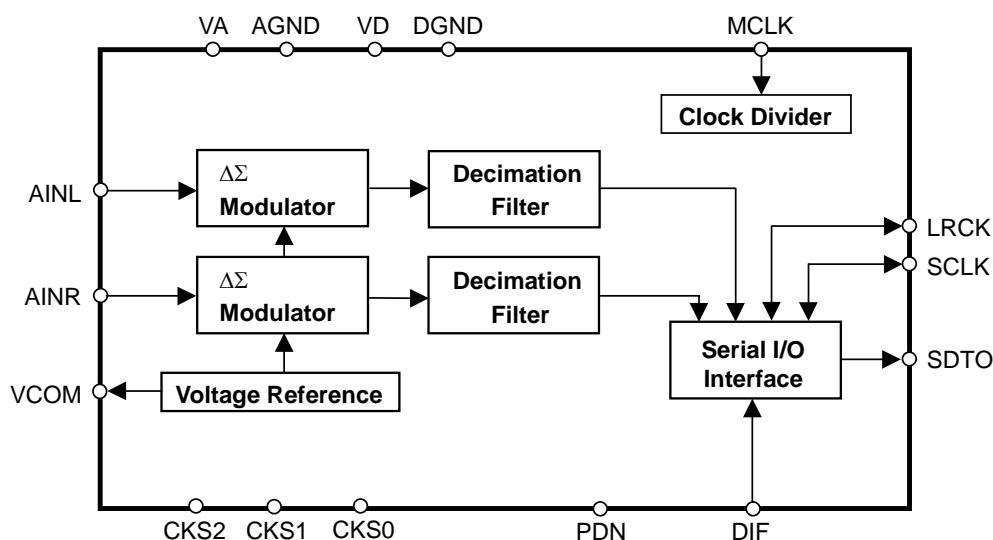 VA AGND VD DGND MCLK
Clock Divider
AINL
ΔΣ
Modulator
Decimation
Filter
LRCK
SCLK
AINR
ΔΣ
Modulator
Decimation
Filter
Serial I/O
Interface
SDTO
VCOM
Voltage Reference
CKS2 CKS1 CKS0 PDN DIF